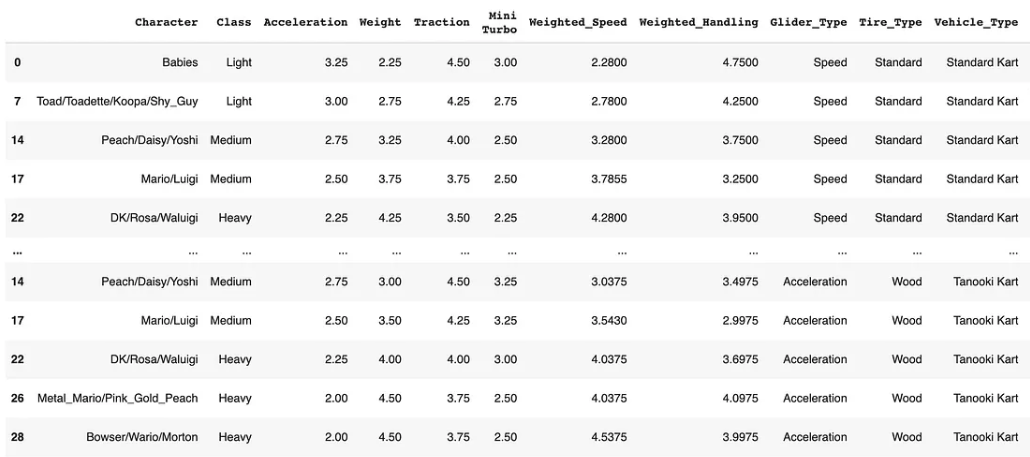 Character Class Acceleration Weight Traction Mini Turbo Weighted_Speed Weighted_Handling Glider_Type Tire_Type Vehicle_Type
0 Babies Light 3.25 2.25 4.50 3.00 2.2800 4.7500 Speed Standard Standard Kart
7 Toad/Toadette/Koopa/Shy_Guy Light 3.00 2.75 4.25 2.75 2.7800 4.2500 Speed Standard Standard Kart
14 Peach/Daisy/Yoshi Medium 2.75 3.25 4.00 2.50 3.2800 3.7500 Speed Standard Standard Kart
17 Mario/Luigi Medium 2.50 3.75 3.75 2.50 3.7855 3.2500 Speed Standard Standard Kart
22 DK/Rosa/Waluigi Heavy 2.25 4.25 3.50 2.25 4.2800 3.9500 Speed Standard Standard Kart
... ... ... ... ... ... ... ... ... ... ... ...
14 Peach/Daisy/Yoshi Medium 2.75 3.00 4.50 3.25 3.0375 3.4975 Acceleration Wood Tanooki Kart
17 Mario/Luigi Medium 2.50 3.50 4.25 3.25 3.5430 2.9975 Acceleration Wood Tanooki Kart
22 DK/Rosa/Waluigi Heavy 2.25 4.00 4.00 3.00 4.0375 3.6975 Acceleration Wood Tanooki Kart
26 Metal_Mario/Pink_Gold_Peach Heavy 2.00 4.50 3.75 2.50 4.0375 4.0975 Acceleration Wood Tanooki Kart
28 Bowser/Wario/Morton Heavy 2.00 4.50 3.75 2.50 4.5375 3.9975 Acceleration Wood Tanooki Kart